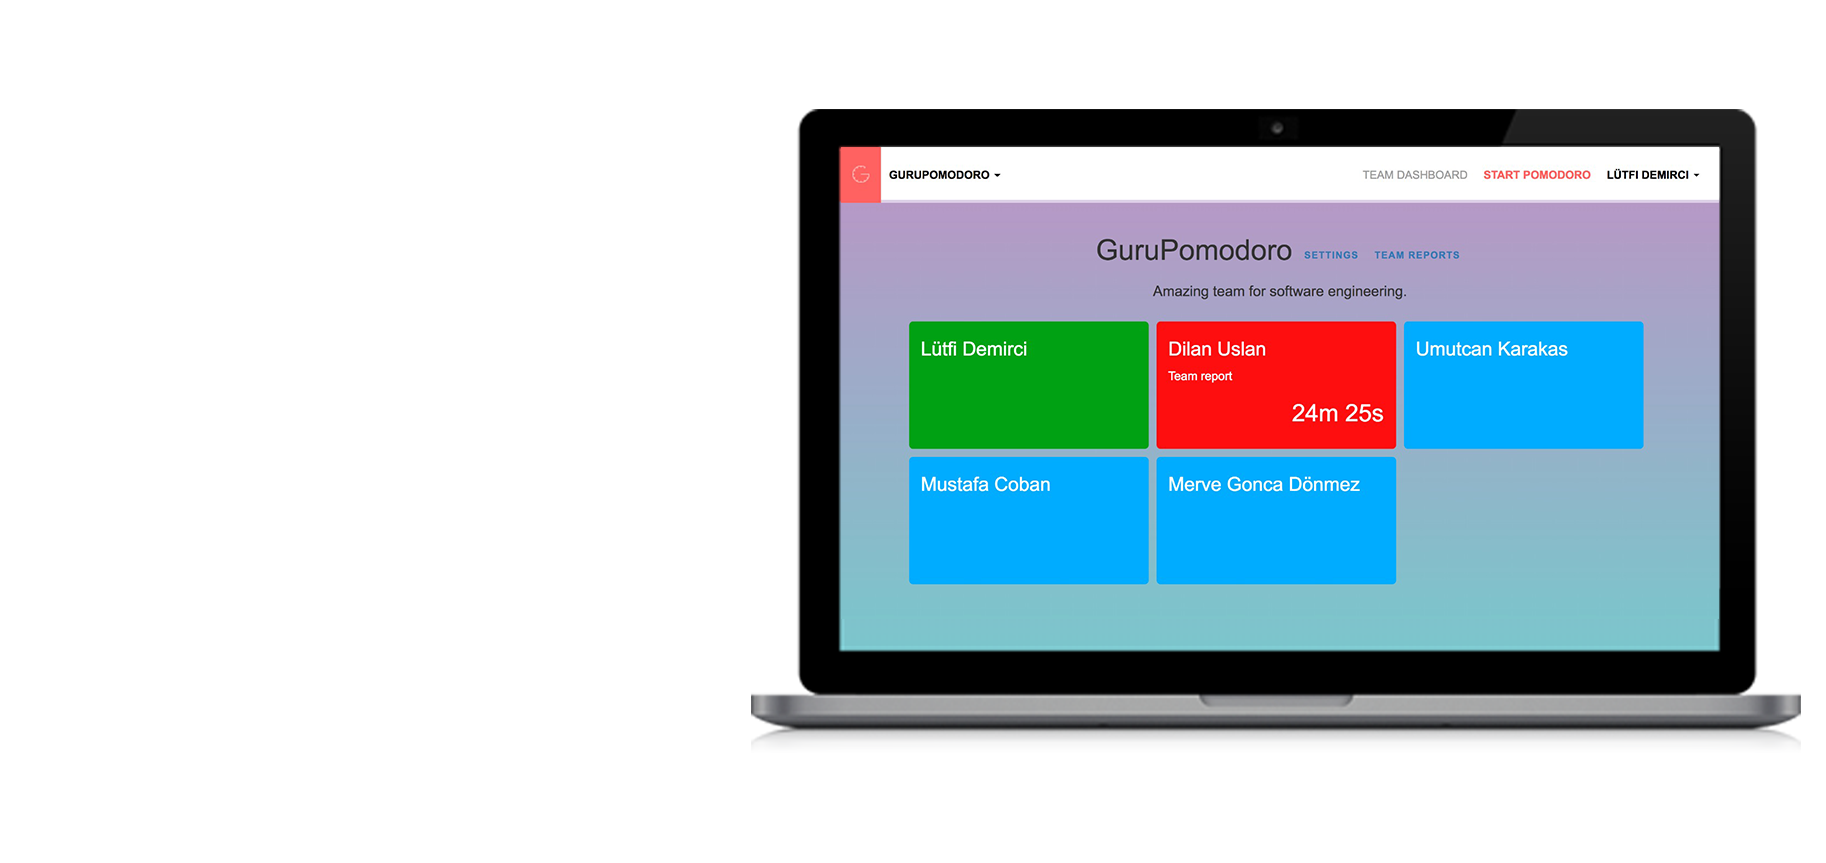 G
GURUPOMODORO
TEAM DASHBOARD
START POMODORO
LÜTFI DEMIRCI
GuruPomodoro
SETTINGS
TEAM REPORTS
Amazing team for software engineering.
Lütfi Demirci
Dilan Uslan
Team report
24m 25s
Umutcan Karakas
Mustafa Coban
Merve Gonca Dönmez